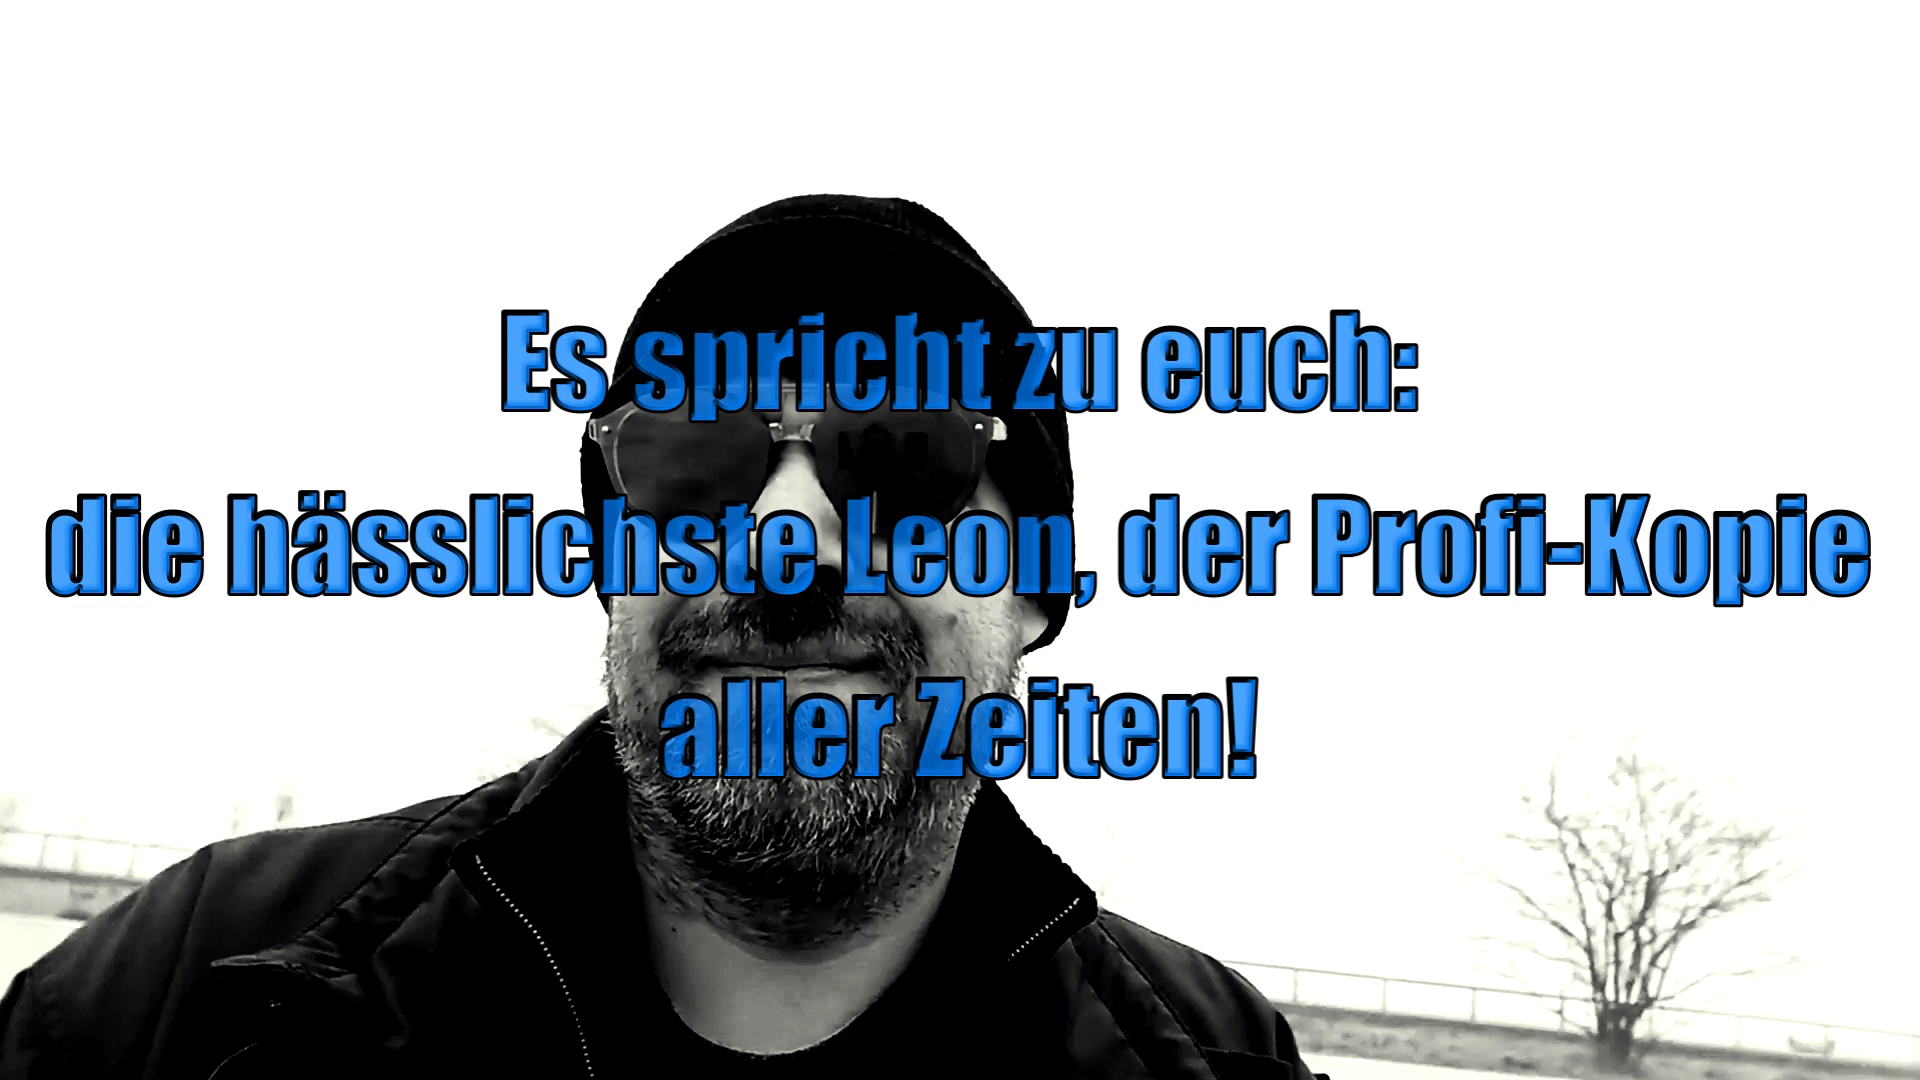 Es spricht zu euch:
die hässlichste Leon, der Profi-Kopie
aller Zeiten!